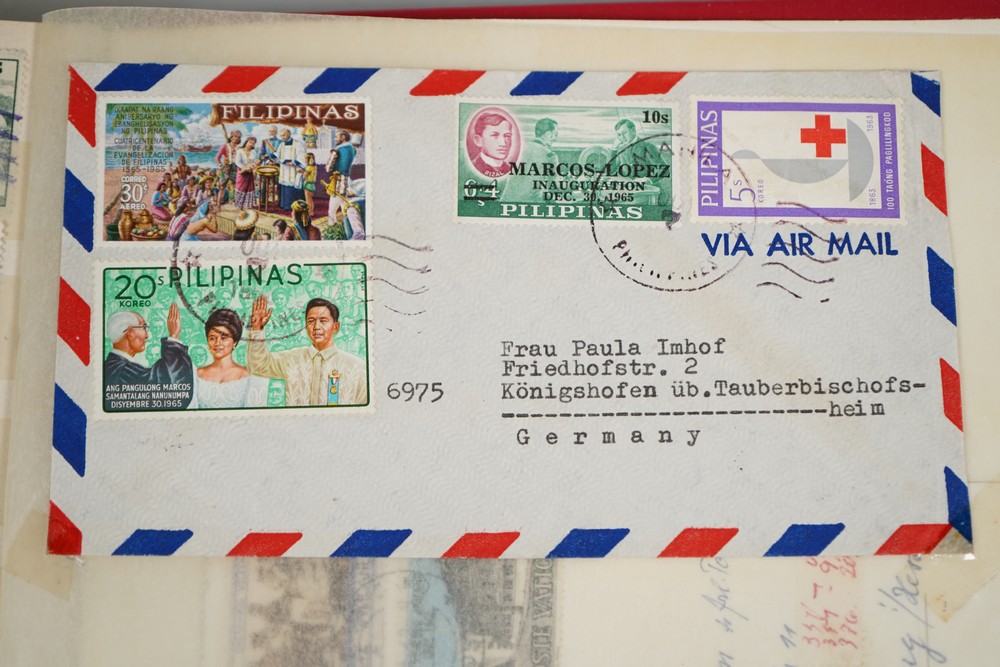 IKAAPAT NA RAANG
ANIBERSARYO NG
EBANGHELISASYON
NG PILIPINAS
CUATRICENTENARIO
DE LA
EVANGELIZACION
DE FILIPINAS
1565-1965
CORREO
30c
AEREO
FILIPINAS
20s PILIPINAS
KOREO
ANG PANGULONG MARCOS
SAMANTALANG NANUNUMPA
DISYEMBRE 30, 1965
10s
RIZAL
MARCOS-LOPEZ
INAUGURATION
DEC. 30, 1965
PILIPINAS
PILIPINAS
5s
KOREO
1863
1963
100 TAONG PAGLILINGKOD
VIA AIR MAIL
6975
Frau Paula Imhof
Friedhofstr. 2
Königshofen üb.Tauberbischofs-
------------------------heim
Germany